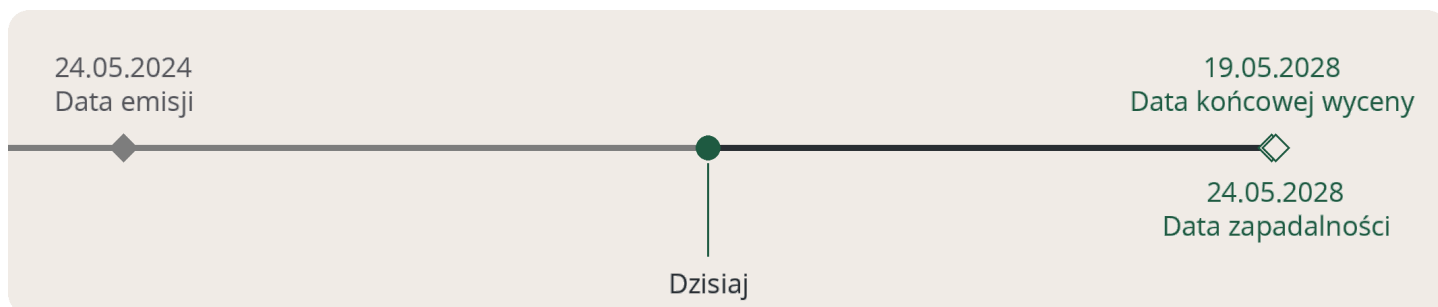 24.05.2024
Data emisji
19.05.2028
Data końcowej wyceny
24.05.2028
Data zapadalności
Dzisiaj